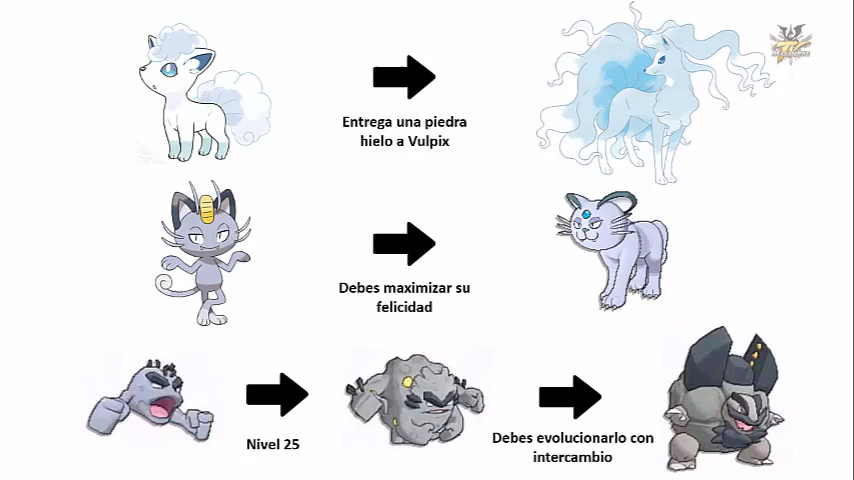 Entrega una piedra
hielo a Vulpix
Debes maximizar su
felicidad
Nivel 25
Debes evolucionarlo con
intercambio